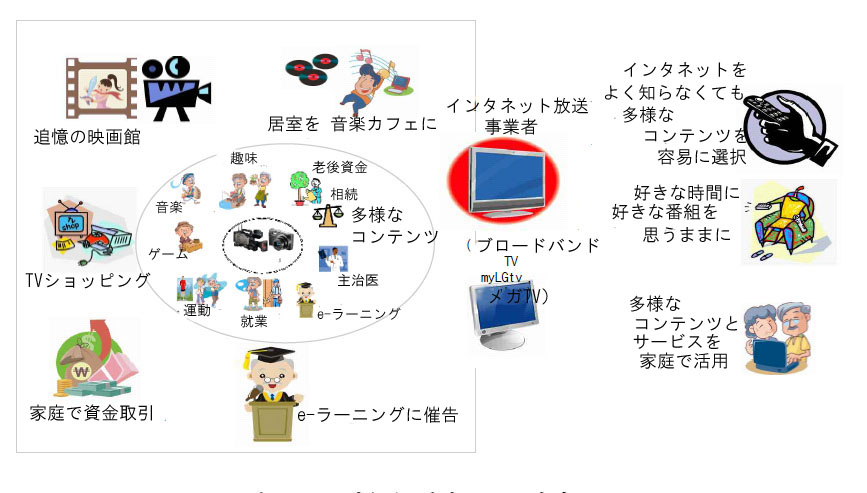 追憶の映画館
居室を 音楽カフェに
インタネット放送
事業者
インタネットを
よく知らなくても
多様な
コンテンツを
容易に選択
趣味
老後資金
音楽
相続
多様な
コンテンツ
ゲーム
主治医
運動
就業
e-ラーニング
TVショッピング
(ブロードバンド
TV
myLGtv
メガTV)
好きな時間に
好きな番組を
思うままに
多様な
コンテンツと
サービスを
家庭で活用
家庭で資金取引
e-ラーニングに催告